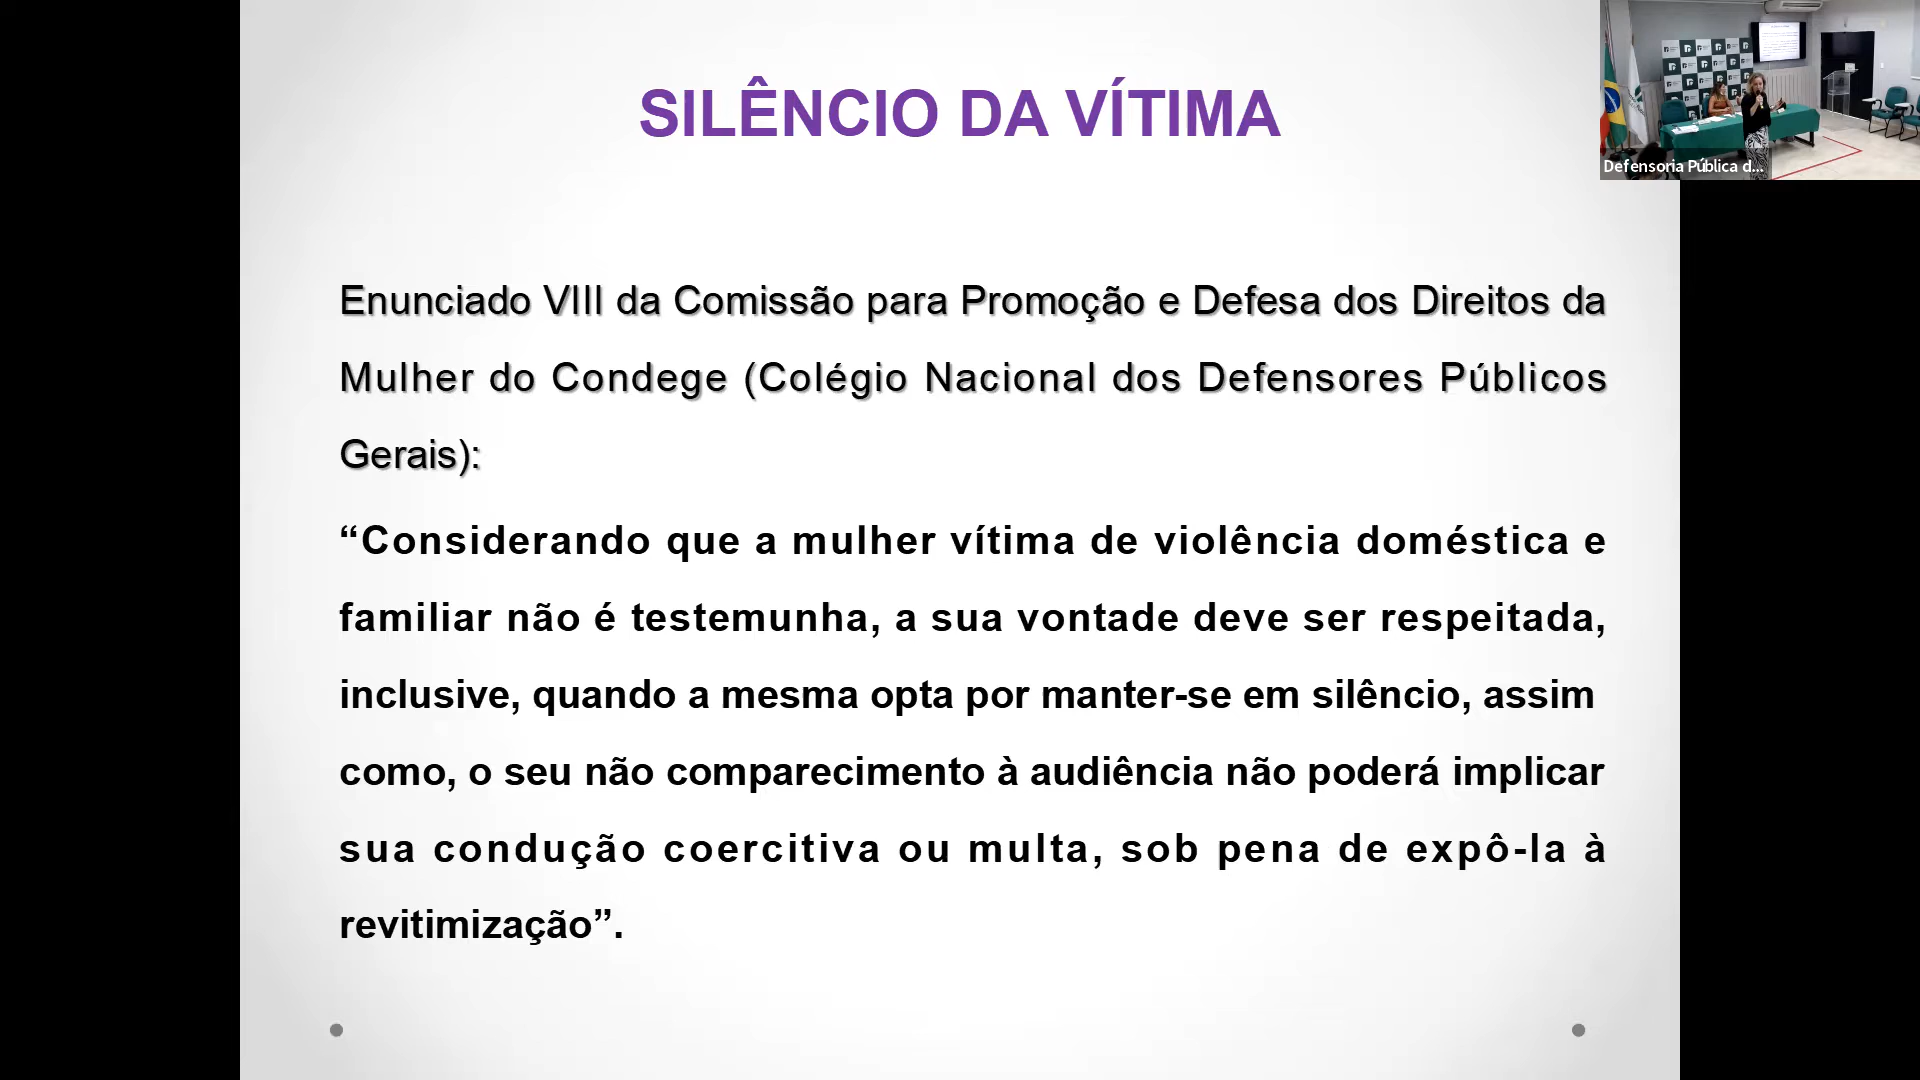 SILÊNCIO DA VÍTIMA
Defensoria Pública d...
Enunciado VIII da Comissão para Promoção e Defesa dos Direitos da
Mulher do Condege (Colégio Nacional dos Defensores Públicos
Gerais):
“Considerando que a mulher vítima de violência doméstica e
familiar não é testemunha, a sua vontade deve ser respeitada,
inclusive, quando a mesma opta por manter-se em silêncio, assim
como, o seu não comparecimento à audiência não poderá implicar
sua condução coercitiva ou multa, sob pena de expô-la à
revitimização”.